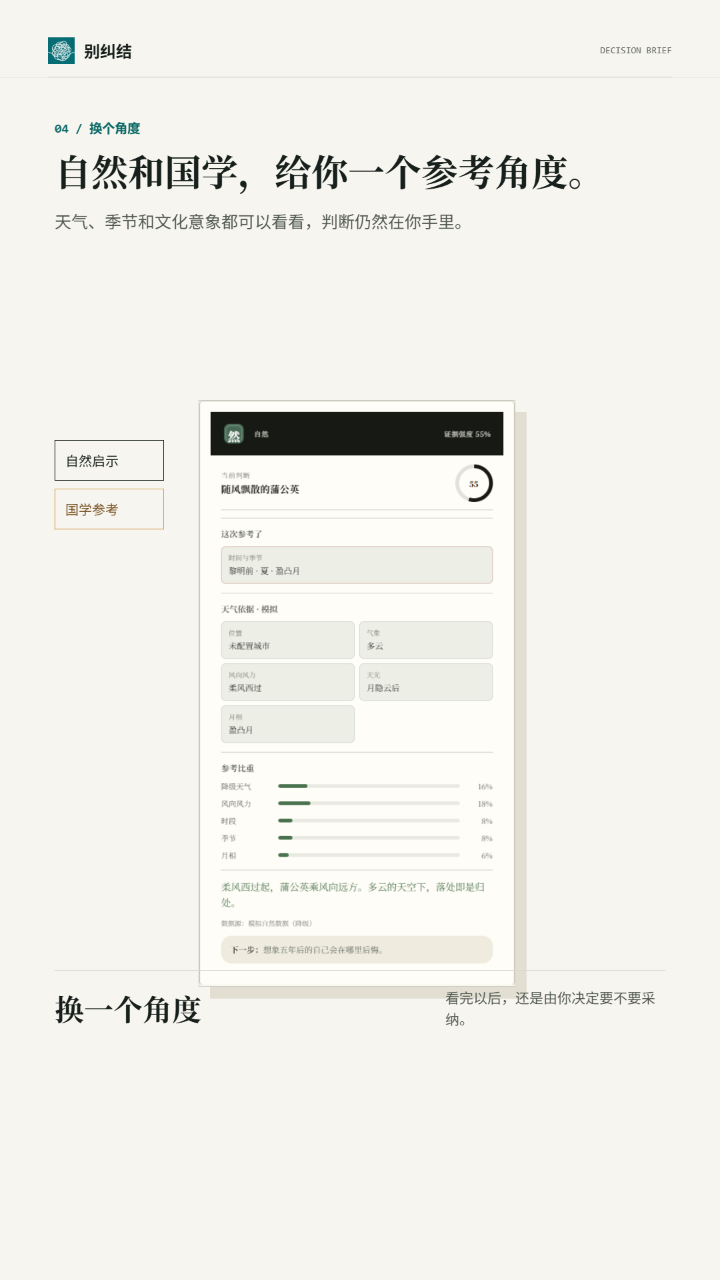 别纠结
DECISION BRIEF
04 / 换个角度
自然和国学，给你一个参考角度。
天气、季节和文化意象都可以看看，判断仍然在你手里。
自然启示
国学参考
然 自然 证据强度 55%
当前判断
随风飘散的蒲公英
55
这次参考了
时间与季节
黎明前 · 夏 · 盈凸月
天气依据 · 模拟
位置
未配置城市
气象
多云
风向风力
柔风西过
天光
月隐云后
月相
盈凸月
参考比重
降级天气 16%
风向风力 18%
时段 8%
季节 8%
月相 6%
柔风西过起，蒲公英乘风向远方。多云的天空下，落处即是归
处。
数据源：模拟自然数据（降级）
下一步：想象五年后的自己会在哪里后悔。
换一个角度
看完以后，还是由你决定要不要采
纳。